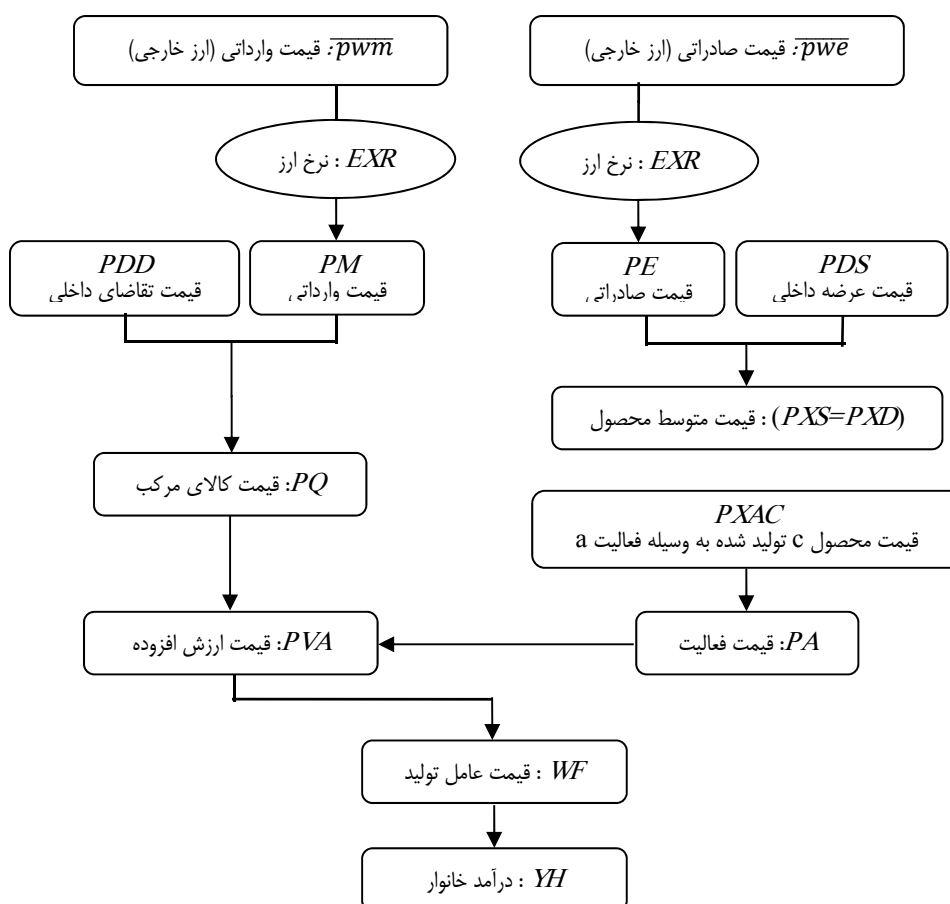 $\overline{pwm}$: قیمت وارداتی (ارز خارجی)
$\overline{pwe}$: قیمت صادراتی (ارز خارجی)
EXR : نرخ ارز
EXR : نرخ ارز
PDD
قیمت تقاضای داخلی
PM
قیمت وارداتی
PE
قیمت صادراتی
PDS
قیمت عرضه داخلی
(PXS=PXD) : قیمت متوسط محصول
PQ: قیمت کالای مرکب
PXAC
قیمت محصول c تولید شده به وسیله فعالیت a
PVA: قیمت ارزش افزوده
PA: قیمت فعالیت
WF : قیمت عامل تولید
YH : درآمد خانوار